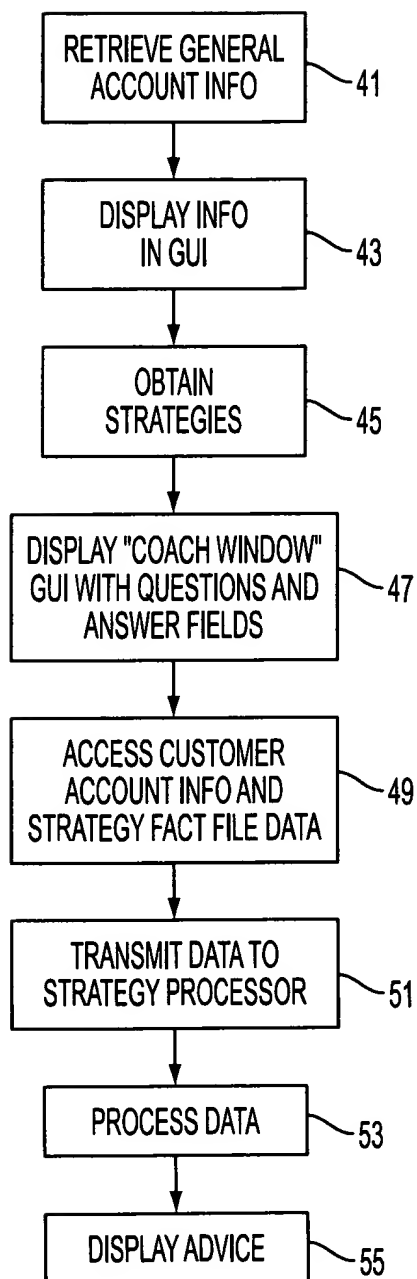 RETRIEVE GENERAL
ACCOUNT INFO
41
DISPLAY INFO
IN GUI
43
OBTAIN
STRATEGIES
45
DISPLAY "COACH WINDOW"
GUI WITH QUESTIONS AND
ANSWER FIELDS
47
ACCESS CUSTOMER
ACCOUNT INFO AND
STRATEGY FACT FILE DATA
49
TRANSMIT DATA TO
STRATEGY PROCESSOR
51
PROCESS DATA
53
DISPLAY ADVICE
55